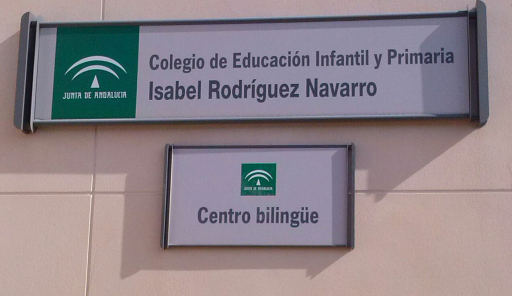 Colegio de Educación Infantil y Primaria
Isabel Rodríguez Navarro
JUNTA DE ANDALUCIA
JUNTA DE ANDALUCIA
Centro bilingüe